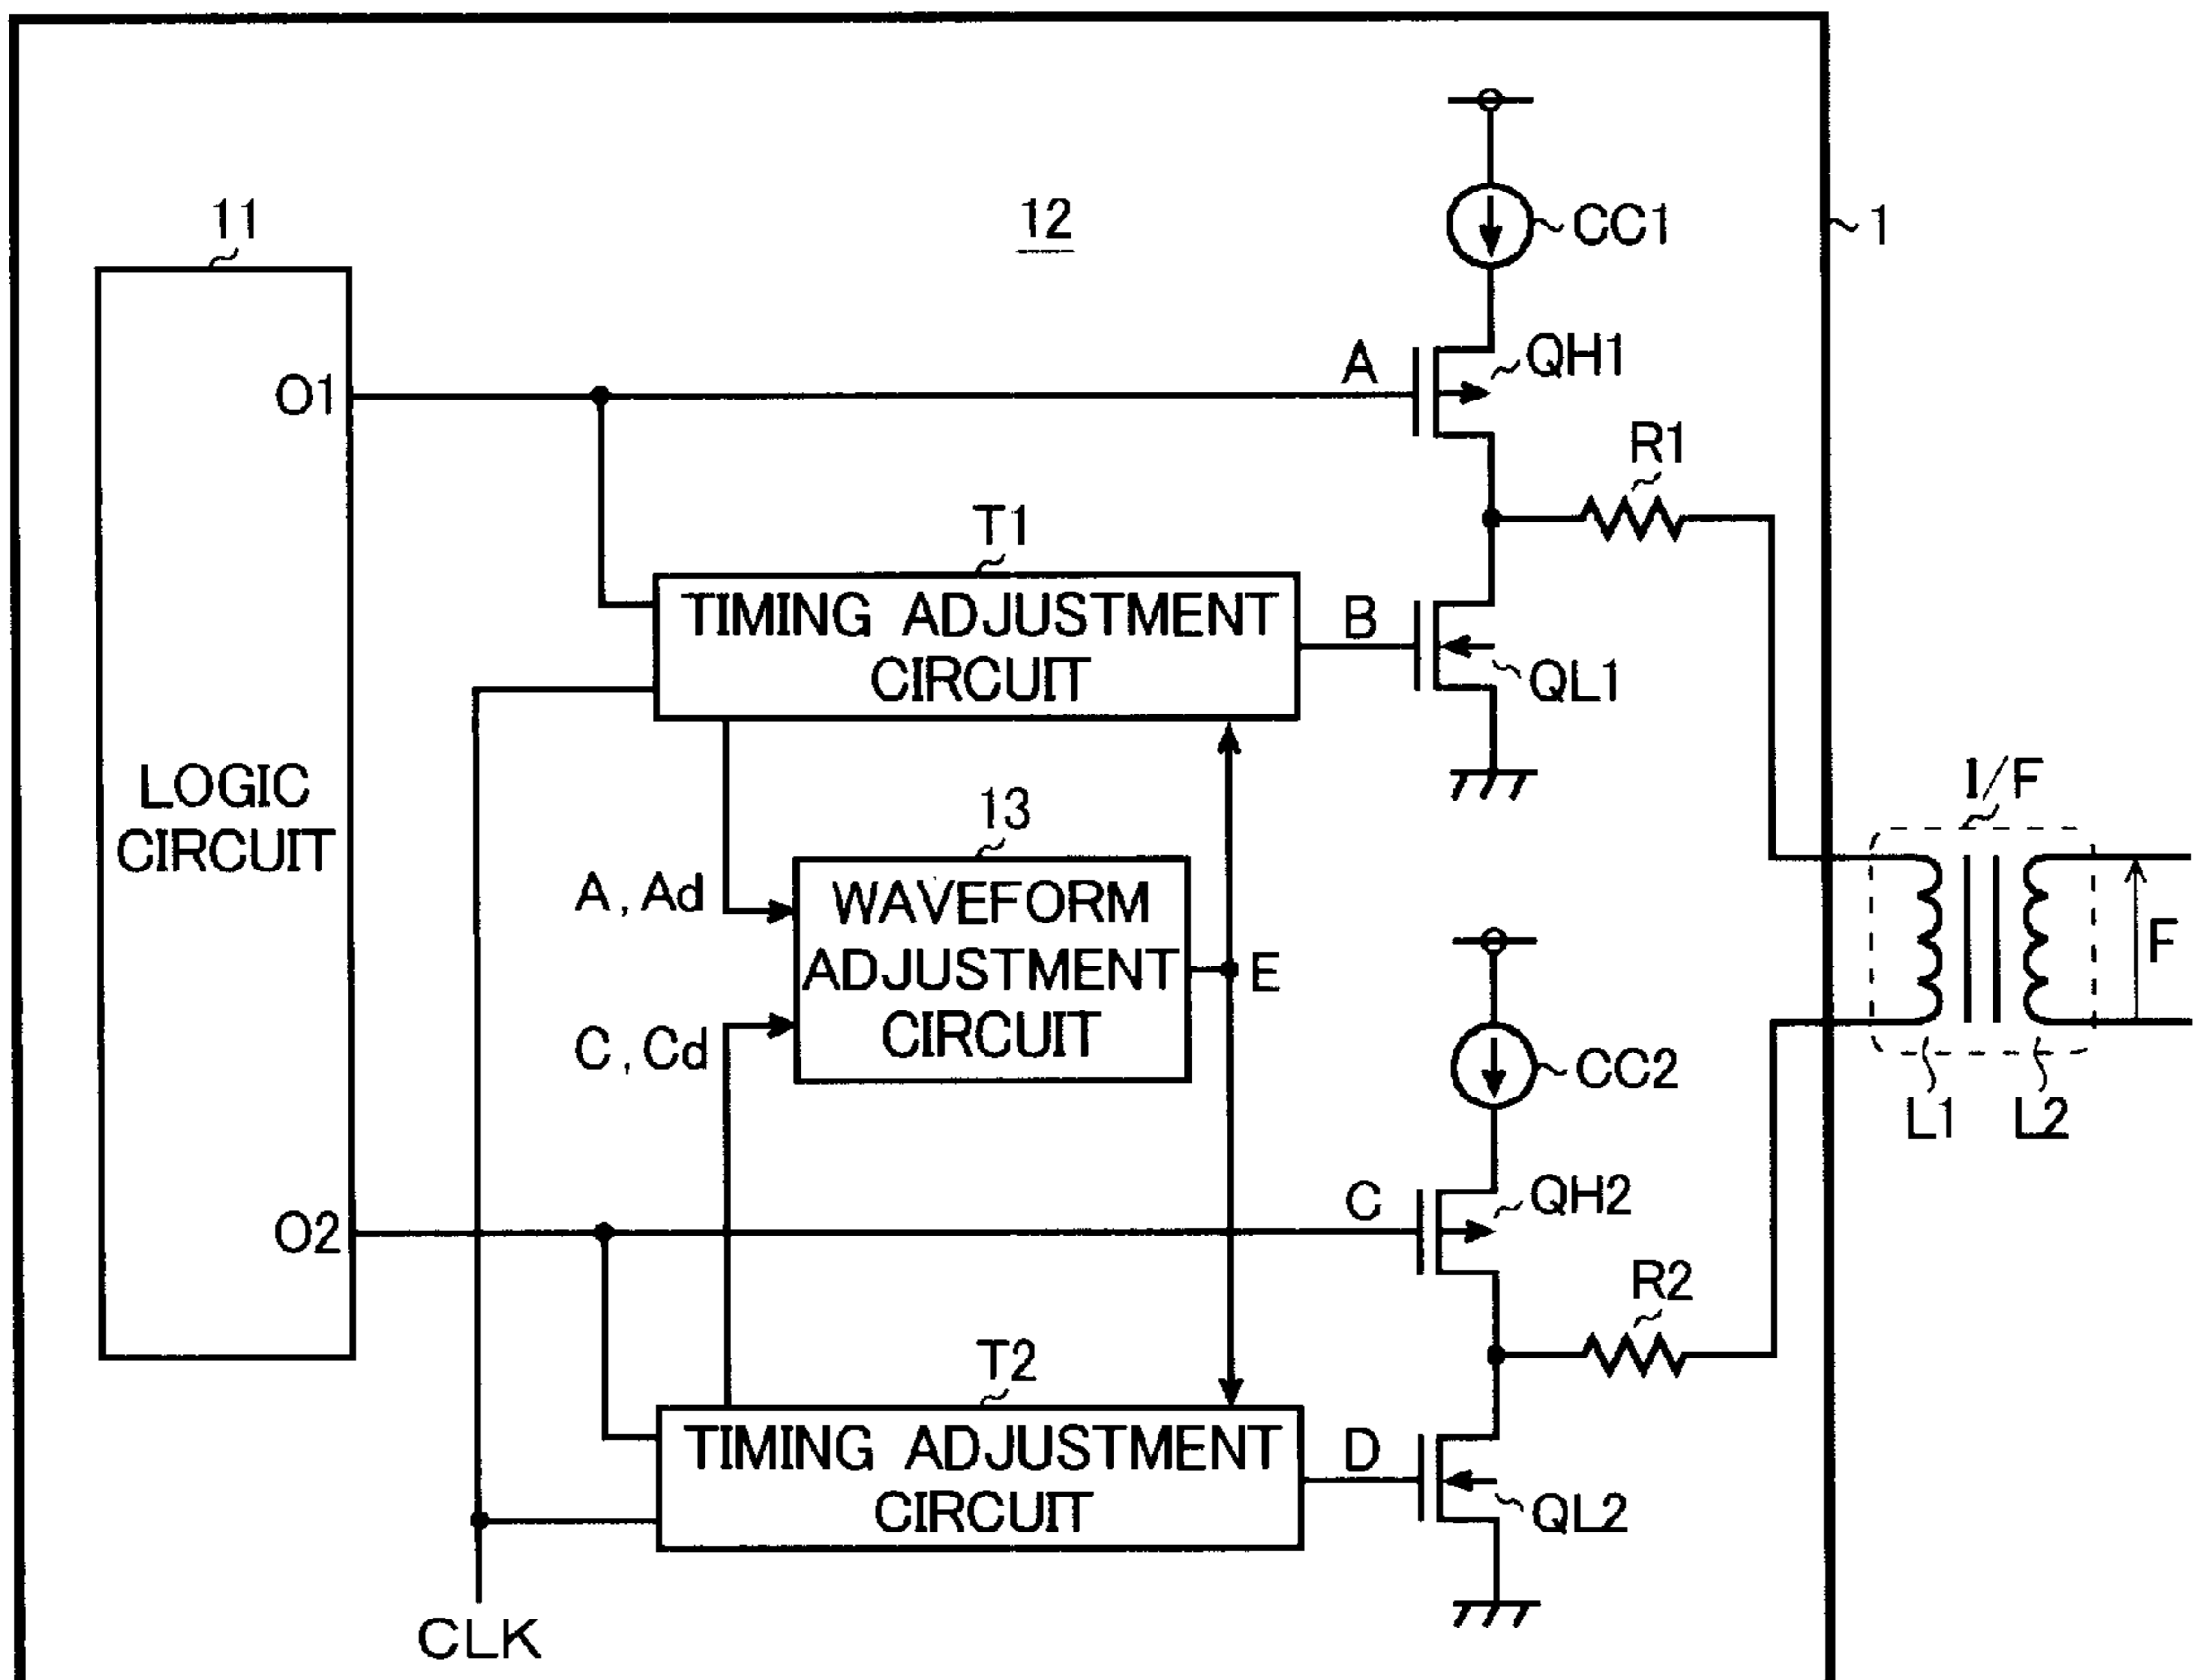 11
12
CC1
1
A
QH1
O1
R1
T1
TIMING ADJUSTMENT
CIRCUIT
B
QL1
LOGIC
CIRCUIT
13
I/F
A, Ad
WAVEFORM
ADJUSTMENT
CIRCUIT
E
F
C, Cd
CC2
L1
L2
C
QH2
O2
R2
T2
TIMING ADJUSTMENT
CIRCUIT
D
QL2
CLK